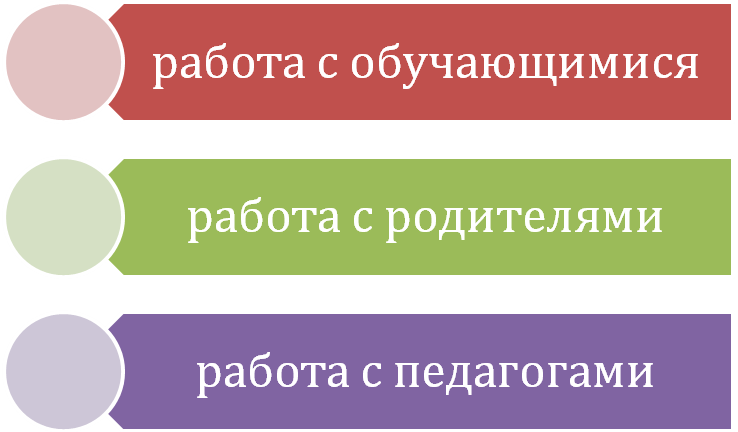 работа с обучающимися
работа с родителями
работа с педагогами